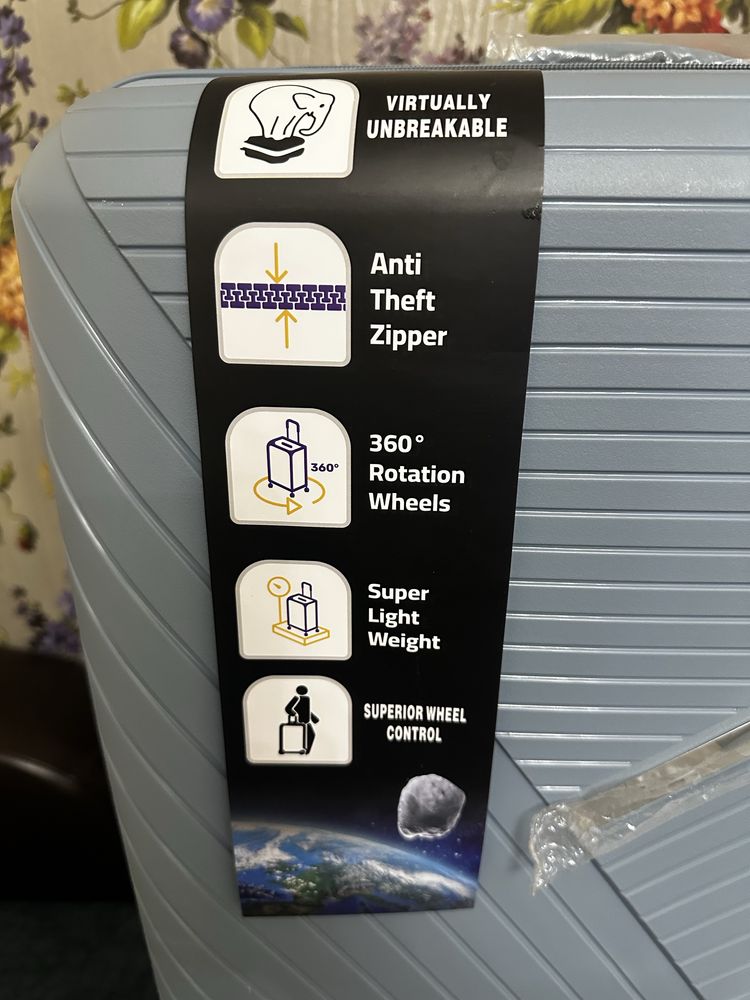 VIRTUALLY
UNBREAKABLE
Anti
Theft
Zipper
360°
360°
Rotation
Wheels
Super
Light
Weight
SUPERIOR WHEEL
CONTROL